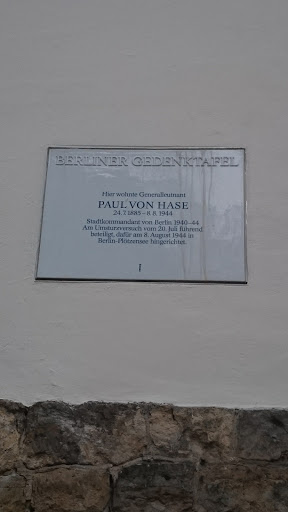 BERLINER GEDENKTAFEL
Hier wohnte Generalleutnant
PAUL VON HASE
24.7.1885–8.8.1944
Stadtkommandant von Berlin 1940–44
Am Umsturzversuch vom 20. Juli führend
beteiligt, dafür am 8. August 1944 in
Berlin-Plötzensee hingerichtet.